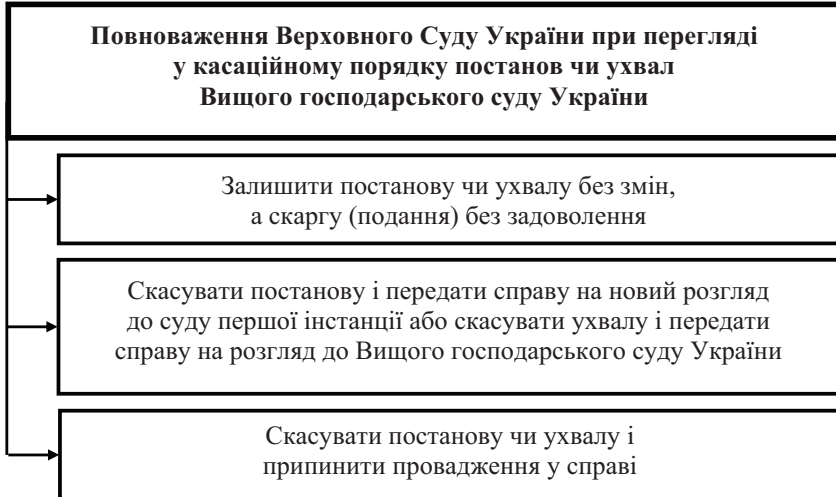 Повноваження Верховного Суду України при перегляді
у касаційному порядку постанов чи ухвал
Вищого господарського суду України
Залишити постанову чи ухвалу без змін,
а скаргу (подання) без задоволення
Скасувати постанову і передати справу на новий розгляд
до суду першої інстанції або скасувати ухвалу і передати
справу на розгляд до Вищого господарського суду України
Скасувати постанову чи ухвалу і
припинити провадження у справі